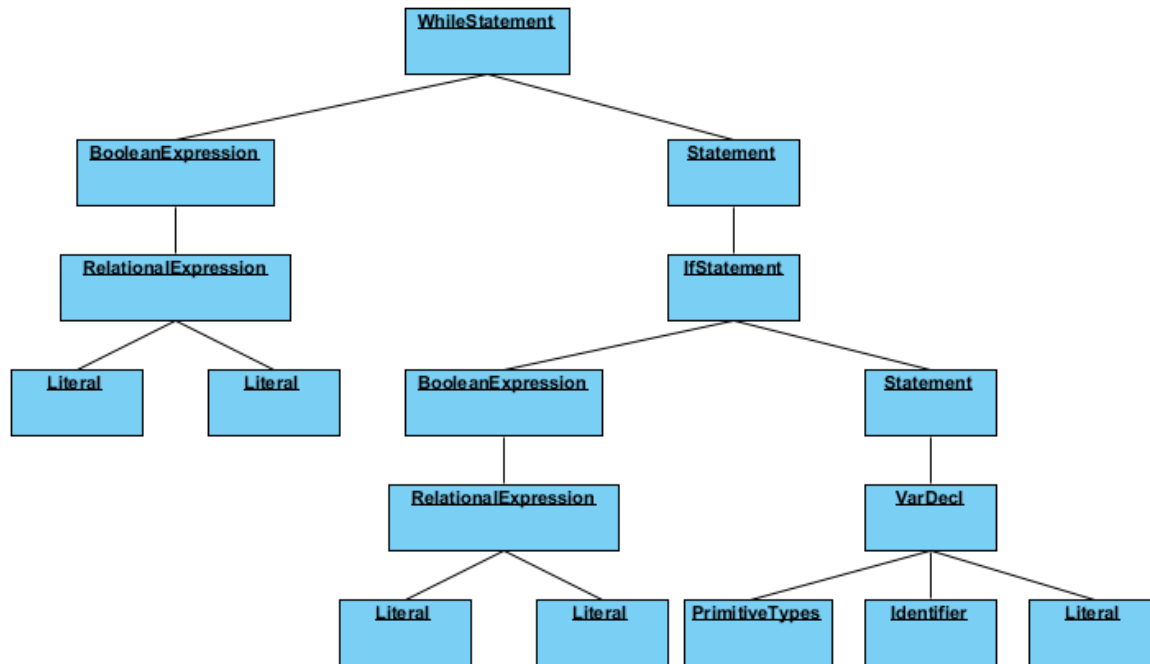 WhileStatement
BooleanExpression
Statement
RelationalExpression
IfStatement
Literal
Literal
BooleanExpression
Statement
RelationalExpression
VarDecl
Literal
Literal
PrimitiveTypes
Identifier
Literal